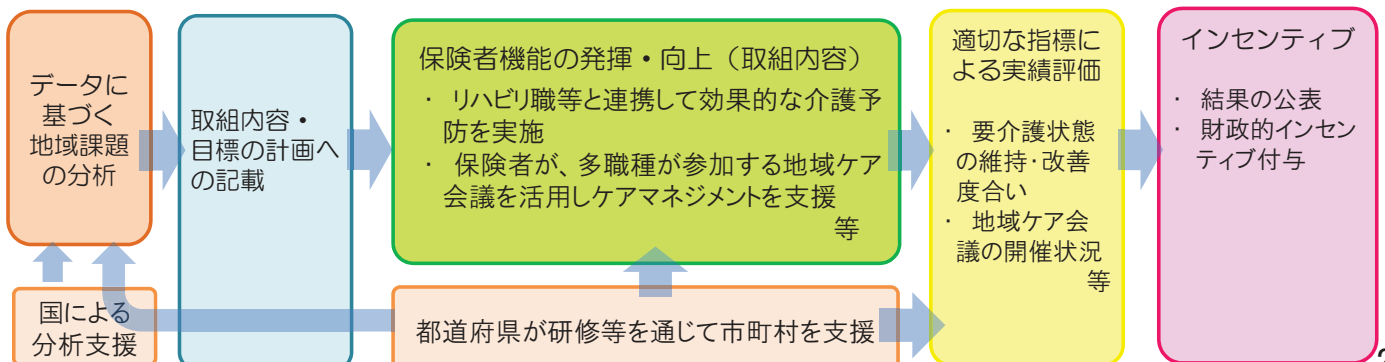 データに
基づく
地域課題
の分析
取組内容・
目標の計画へ
の記載
保険者機能の発揮・向上（取組内容）
・ リハビリ職等と連携して効果的な介護予
防を実施
・ 保険者が、多職種が参加する地域ケア
会議を活用しケアマネジメントを支援
等
適切な指標に
よる実績評価
・ 要介護状態
の維持・改善
度合い
・ 地域ケア会
議の開催状況
等
インセンティブ
・ 結果の公表
・ 財政的インセン
ティブ付与
国による
分析支援
都道府県が研修等を通じて市町村を支援